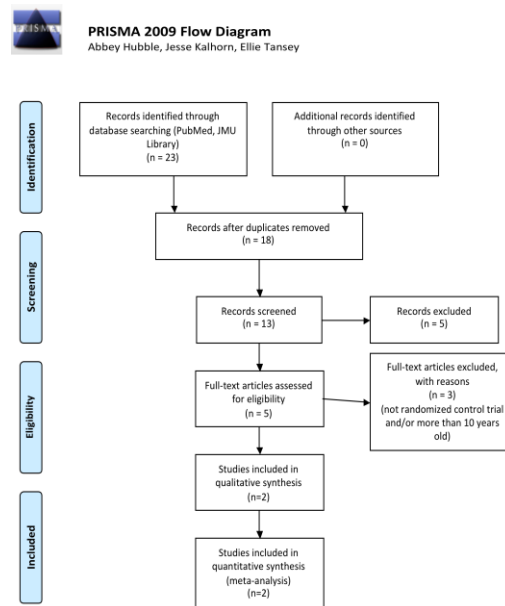 PRISMA
PRISMA 2009 Flow Diagram
Abbey Hubble, Jesse Kalhorn, Ellie Tansey
Identification
Records identified through
database searching (PubMed, JMU
Library)
(n = 23)
Additional records identified
through other sources
(n = 0)
Records after duplicates removed
(n = 18)
Screening
Records screened
(n = 13)
Records excluded
(n = 5)
Eligibility
Full-text articles assessed
for eligibility
(n = 5)
Full-text articles excluded,
with reasons
(n = 3)
(not randomized control trial
and/or more than 10 years
old)
Studies included in
qualitative synthesis
(n=2)
Included
Studies included in
quantitative synthesis
(meta-analysis)
(n=2)